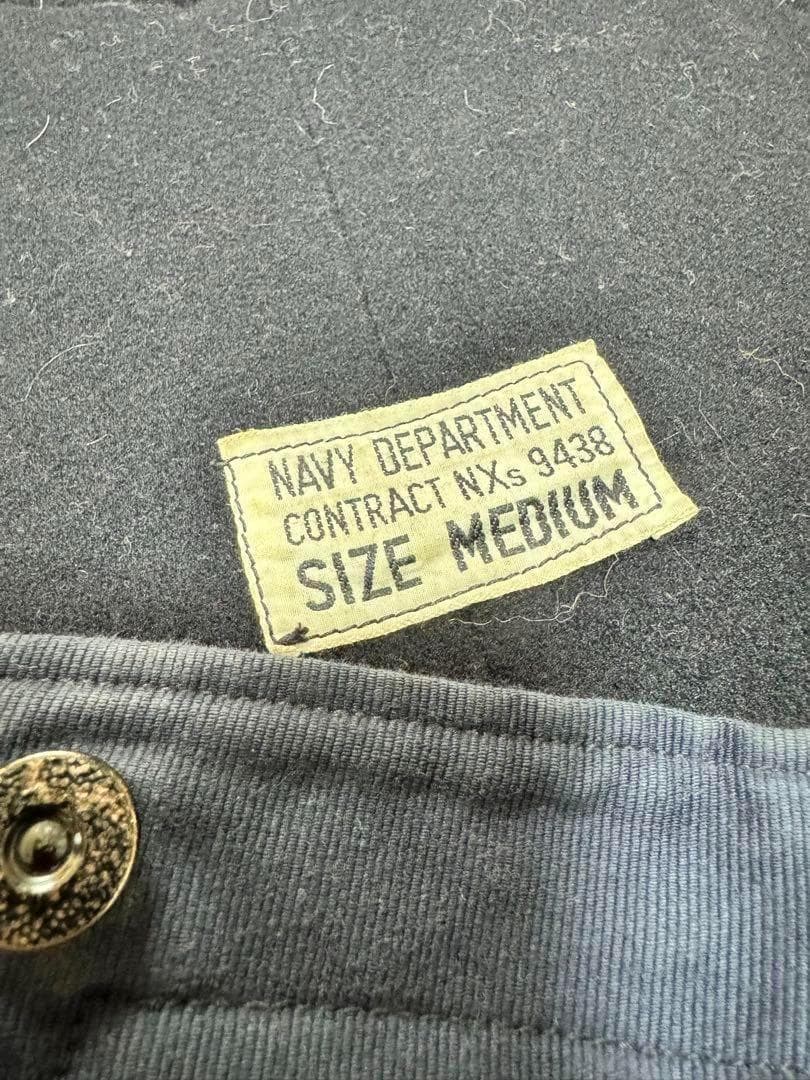 NAVY DEPARTMENT
CONTRACT NXs 9438
SIZE MEDIUM